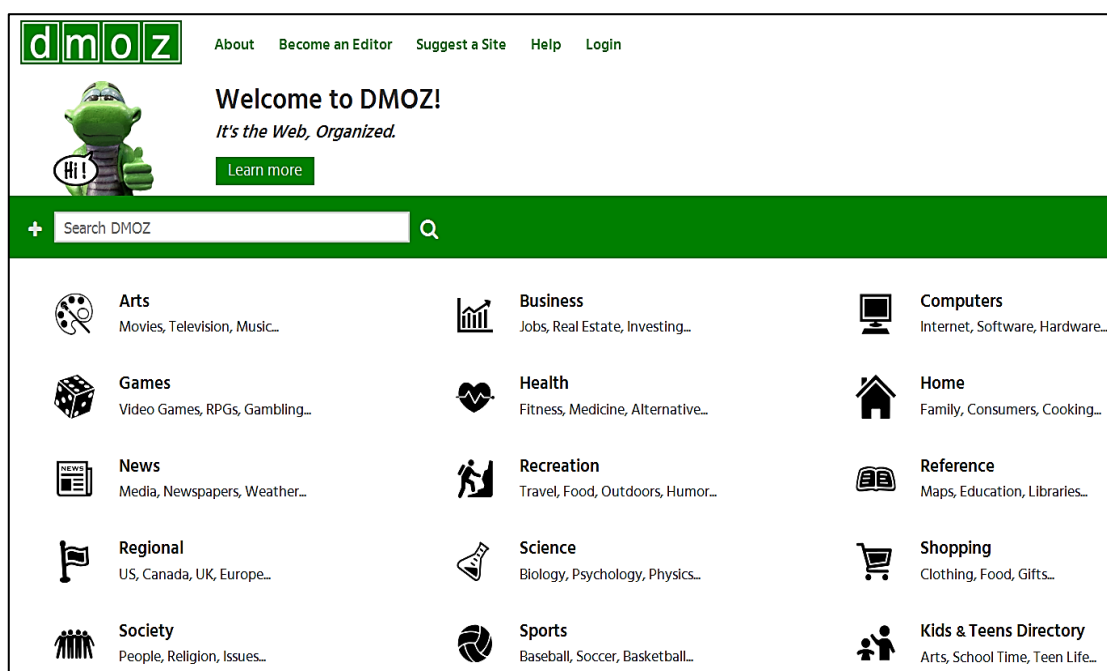 dmoz
About Become an Editor Suggest a Site Help Login
Welcome to DMOZ!
It's the Web, Organized.
Hi !
Learn more
Search DMOZ
Arts
Movies, Television, Music...
Business
Jobs, Real Estate, Investing...
Computers
Internet, Software, Hardware...
Games
Video Games, RPGs, Gambling...
Health
Fitness, Medicine, Alternative...
Home
Family, Consumers, Cooking...
NEWS
News
Media, Newspapers, Weather...
Recreation
Travel, Food, Outdoors, Humor...
Reference
Maps, Education, Libraries...
Regional
US, Canada, UK, Europe...
Science
Biology, Psychology, Physics...
Shopping
Clothing, Food, Gifts...
Society
People, Religion, Issues...
Sports
Baseball, Soccer, Basketball...
Kids & Teens Directory
Arts, School Time, Teen Life...